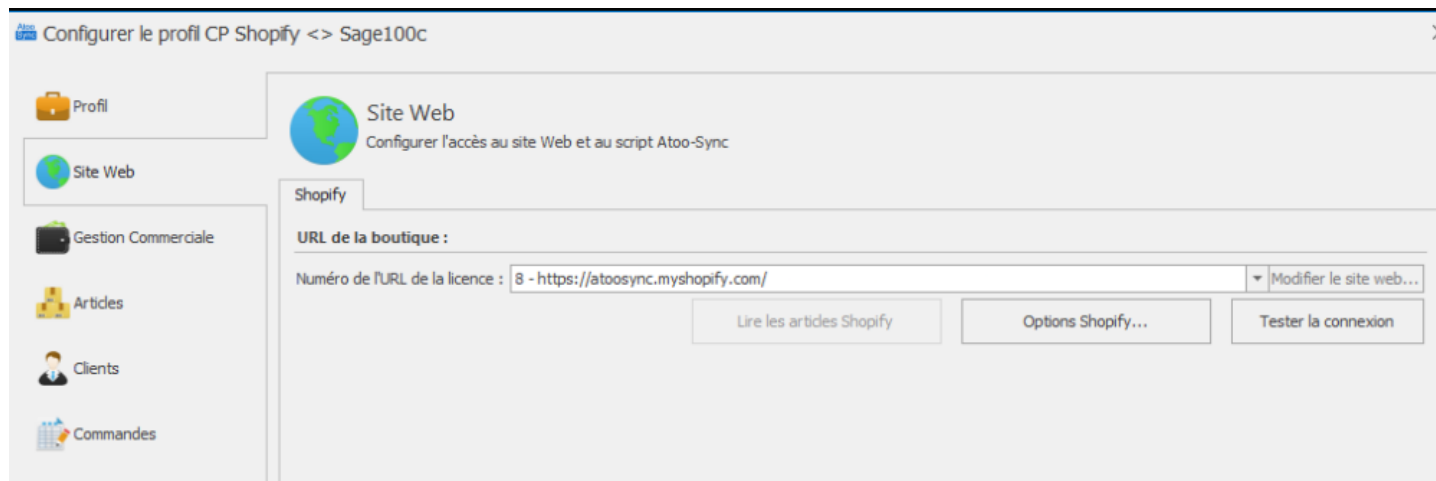 Atoo
Sync
Configurer le profil CP Shopify <> Sage100c
Profil
Site Web
Gestion Commerciale
Articles
Clients
Commandes
Site Web
Configurer l'accès au site Web et au script Atoo-Sync
Shopify
URL de la boutique :
Numéro de l'URL de la licence : 8 - https://atoosync.myshopify.com/ Modifier le site web...
Lire les articles Shopify Options Shopify... Tester la connexion